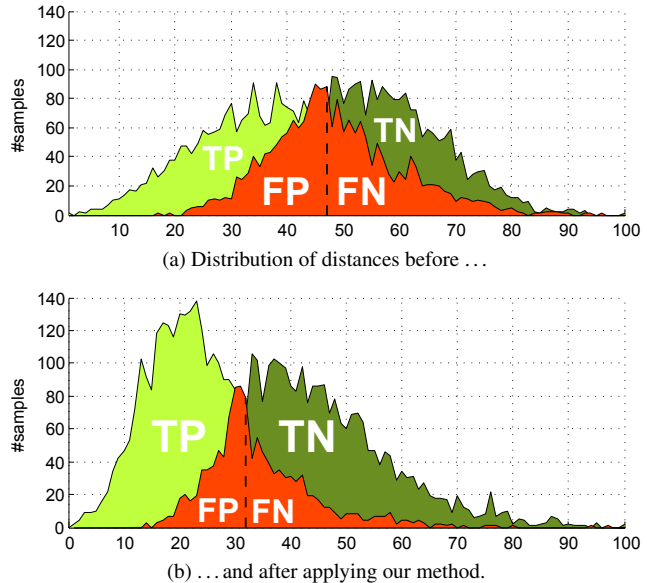 140
120
100
80
60
40
20
0
#samples
TP
FP
FN
TN
10 20 30 40 50 60 70 80 90 100
(a) Distribution of distances before …
140
120
100
80
60
40
20
0
#samples
TP
TN
FP
FN
0 10 20 30 40 50 60 70 80 90 100
(b) …and after applying our method.